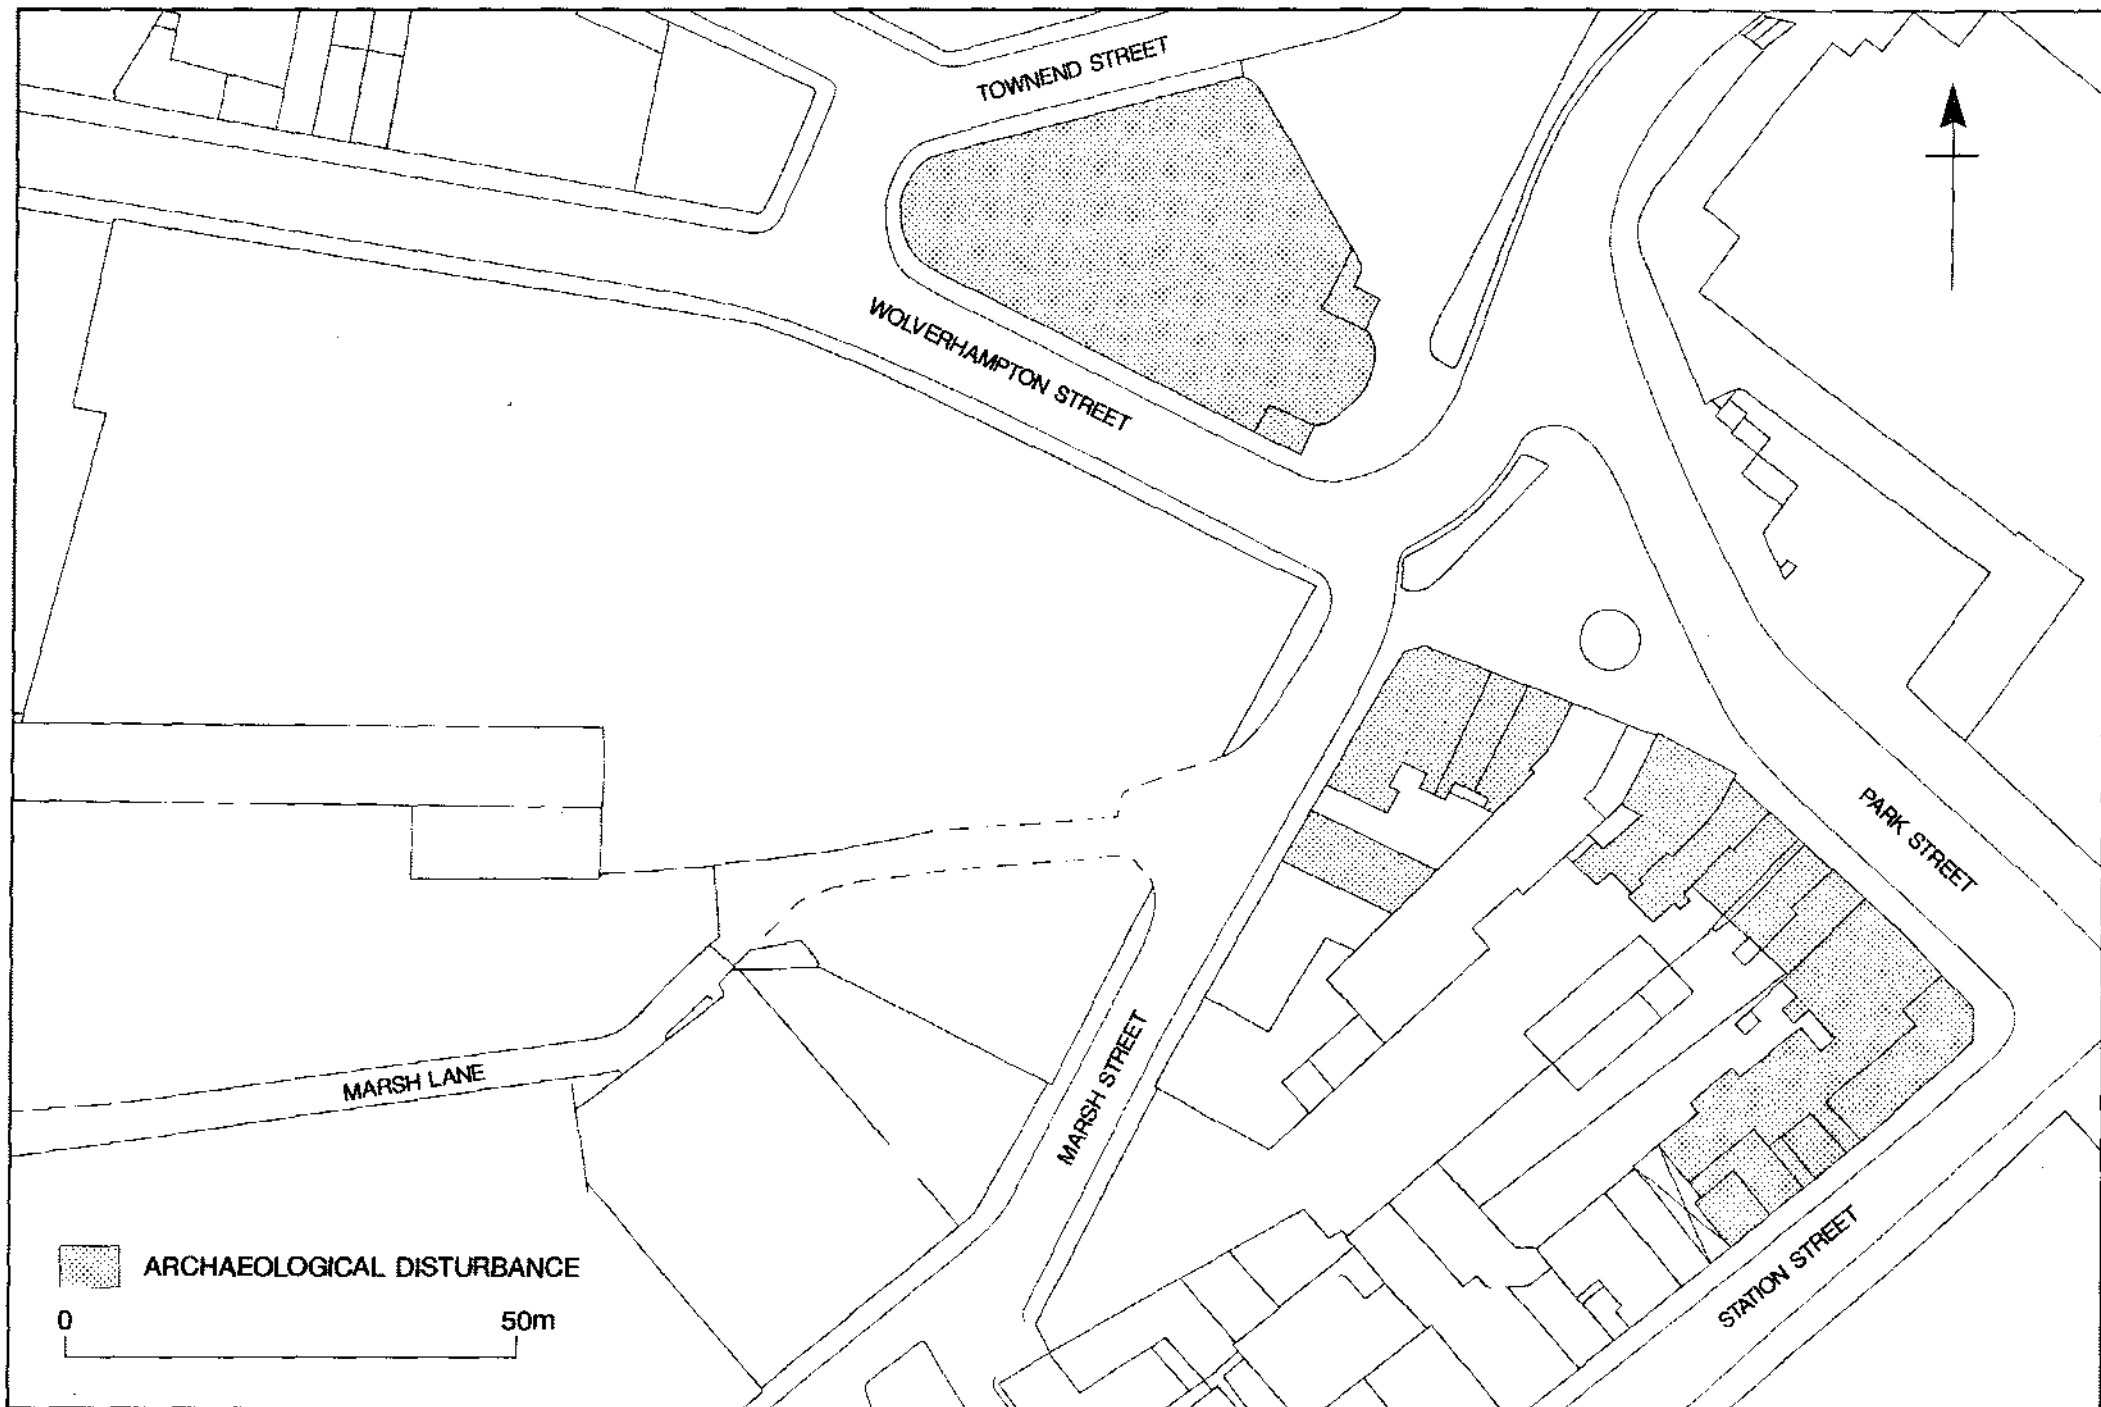 TOWNEND STREET
WOLVERHAMPTON STREET
PARK STREET
MARSH LANE
MARSH STREET
STATION STREET
ARCHAEOLOGICAL DISTURBANCE
0 50m